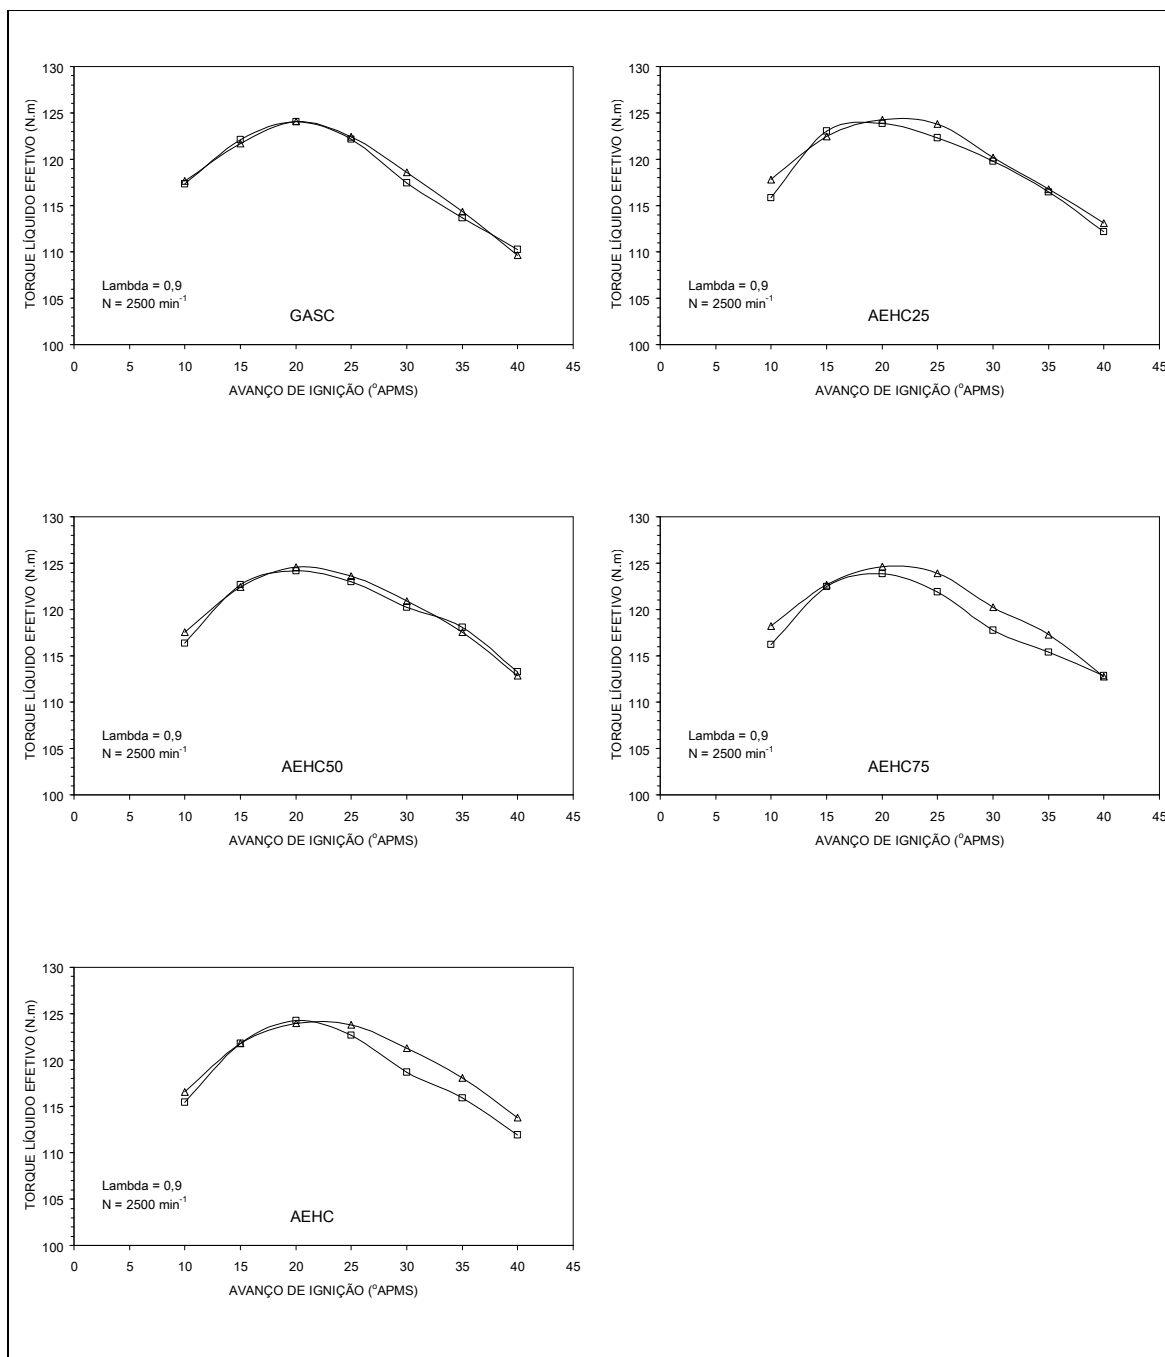 130
125
120
115
110
105
100
TORQUE LÍQUIDO EFETIVO (N.m)
Lambda = 0,9
N = 2500 min⁻¹
GASC
0 5 10 15 20 25 30 35 40 45
AVANÇO DE IGNIÇÃO (°APMS)
130
125
120
115
110
105
100
TORQUE LÍQUIDO EFETIVO (N.m)
Lambda = 0,9
N = 2500 min⁻¹
AEHC25
0 5 10 15 20 25 30 35 40 45
AVANÇO DE IGNIÇÃO (°APMS)
130
125
120
115
110
105
100
TORQUE LÍQUIDO EFETIVO (N.m)
Lambda = 0,9
N = 2500 min⁻¹
AEHC50
0 5 10 15 20 25 30 35 40 45
AVANÇO DE IGNIÇÃO (°APMS)
130
125
120
115
110
105
100
TORQUE LÍQUIDO EFETIVO (N.m)
Lambda = 0,9
N = 2500 min⁻¹
AEHC75
0 5 10 15 20 25 30 35 40 45
AVANÇO DE IGNIÇÃO (°APMS)
130
125
120
115
110
105
100
TORQUE LÍQUIDO EFETIVO (N.m)
Lambda = 0,9
N = 2500 min⁻¹
AEHC
0 5 10 15 20 25 30 35 40 45
AVANÇO DE IGNIÇÃO (°APMS)